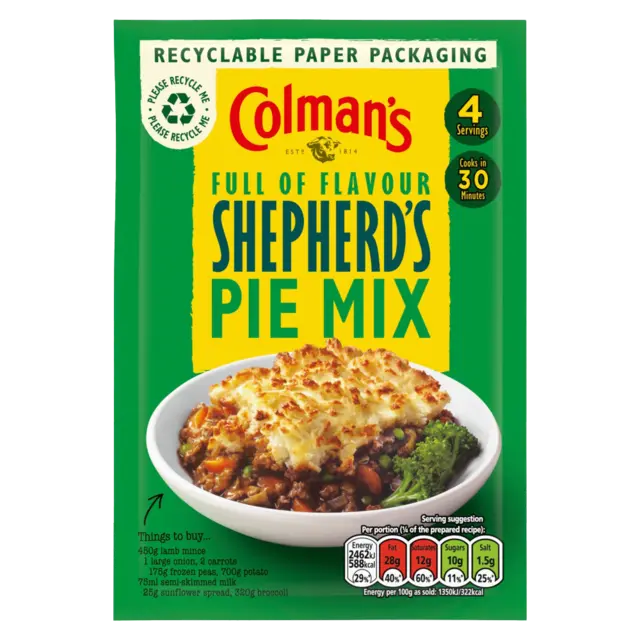 RECYCLABLE PAPER PACKAGING
PLEASE RECYCLE ME • PLEASE RECYCLE ME •
Colman's
ESTD 1814
4
Servings
Cooks in
30
Minutes
FULL OF FLAVOUR
SHEPHERD'S
PIE MIX
Things to buy...
450g lamb mince
1 large onion, 2 carrots
175g frozen peas, 700g potato
75ml semi-skimmed milk
25g sunflower spread, 320g broccoli
Serving suggestion
Per portion (¼ of the prepared recipe):
Energy
2462kJ
588kcal
29%
Fat
28g
40%
Saturates
12g
60%
Sugars
10g
11%
Salt
1.5g
25%
Energy per 100g as sold: 1350kJ/322kcal